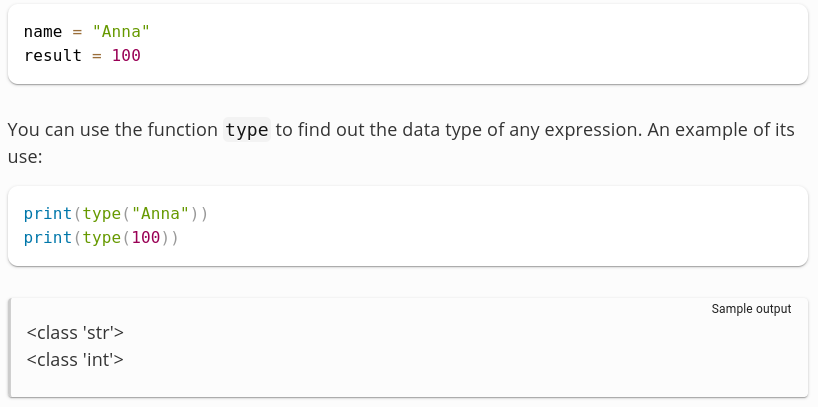 name = "Anna"
result = 100
You can use the function type to find out the data type of any expression. An example of its
use:
print(type("Anna"))
print(type(100))
Sample output
<class 'str'>
<class 'int'>